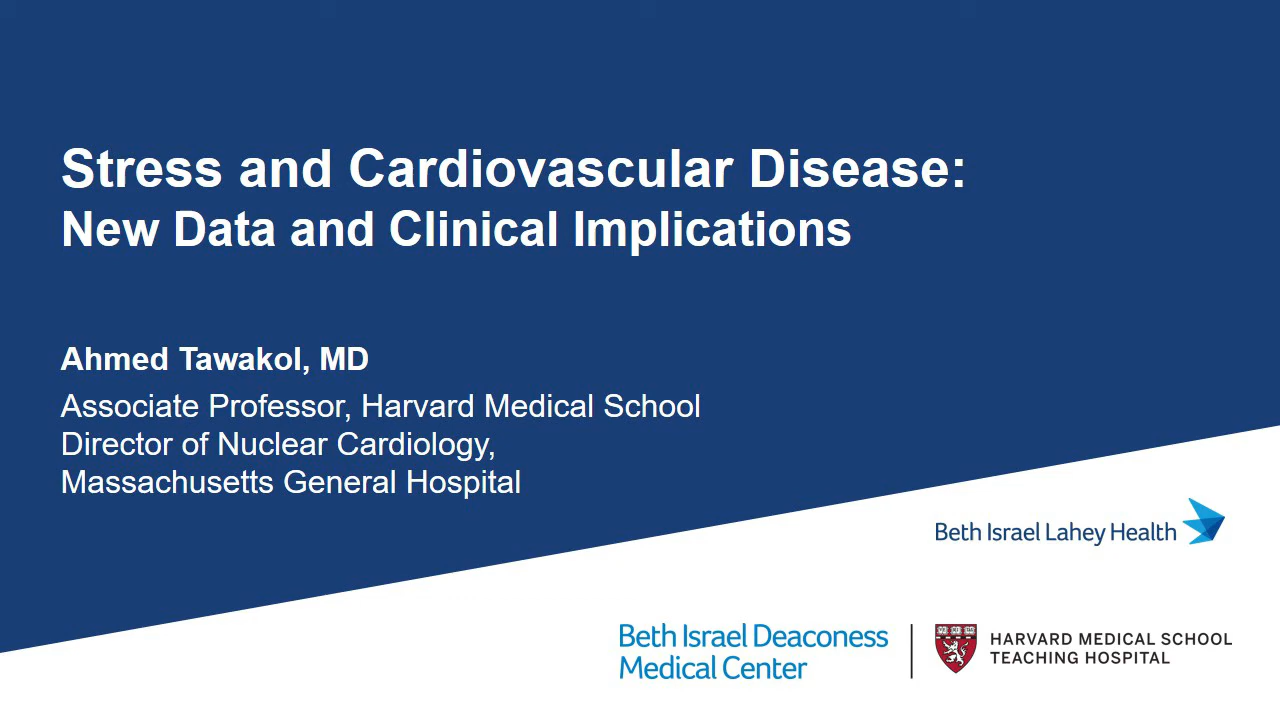 Stress and Cardiovascular Disease:
New Data and Clinical Implications
Ahmed Tawakol, MD
Associate Professor, Harvard Medical School
Director of Nuclear Cardiology,
Massachusetts General Hospital
Beth Israel Lahey Health
Beth Israel Deaconess
Medical Center
HARVARD MEDICAL SCHOOL
TEACHING HOSPITAL